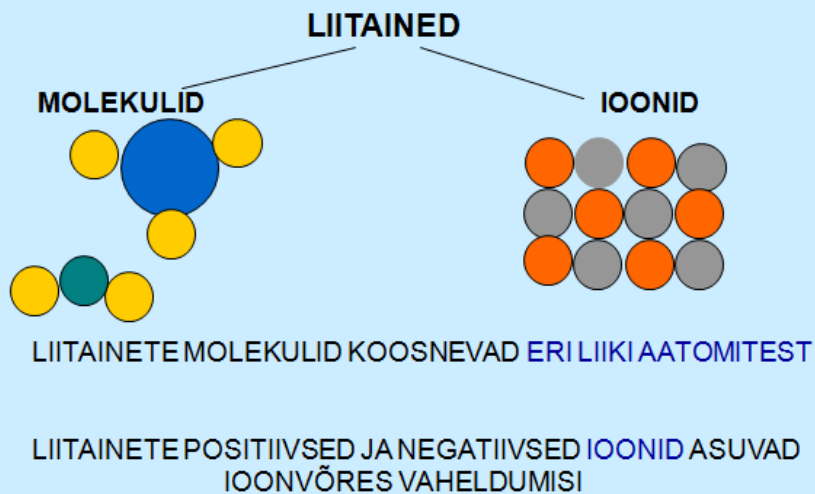 LIITAINED
MOLEKULID
IOONID
LIITAINETE MOLEKULID KOOSNEVAD ERI LIIKI AATOMITEST
LIITAINETE POSITIIVSED JA NEGATIIVSED IOONID ASUVAD
IOONVÕRES VAHELDUMISI